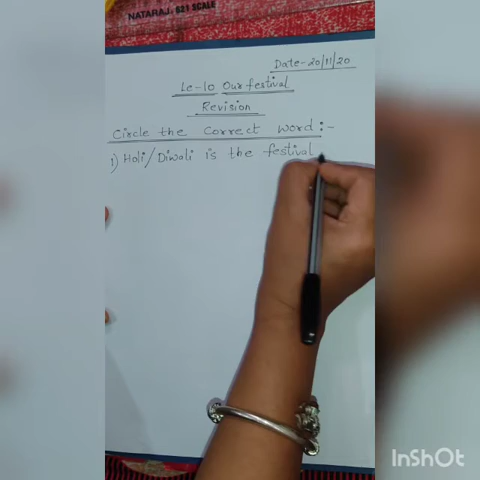 NATARAJ 621 SCALE
Date-20/11/20
Le-10 Our festival
Revision
Circle the Correct word:-
1) Holi/Diwali is the festival
InShOt